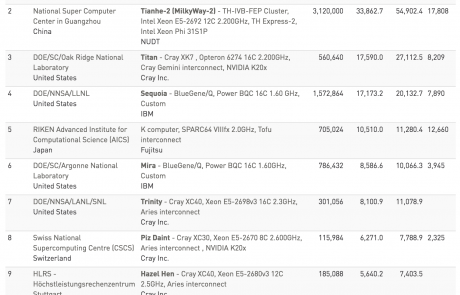 2 National Super Computer Tianhe-2 (MilkyWay-2) - TH-IVB-FEP Cluster, 3,120,000 33,862.7 54,902.4 17,808
Center in Guangzhou Intel Xeon E5-2692 12C 2.200GHz, TH Express-2,
China Intel Xeon Phi 31S1P
NUDT
3 DOE/SC/Oak Ridge National Titan - Cray XK7 , Opteron 6274 16C 2.200GHz, 560,640 17,590.0 27,112.5 8,209
Laboratory Cray Gemini interconnect, NVIDIA K20x
United States Cray Inc.
4 DOE/NNSA/LLNL Sequoia - BlueGene/Q, Power BQC 16C 1.60 GHz, 1,572,864 17,173.2 20,132.7 7,890
United States Custom
IBM
5 RIKEN Advanced Institute for K computer, SPARC64 VIIIfx 2.0GHz, Tofu 705,024 10,510.0 11,280.4 12,660
Computational Science (AICS) interconnect
Japan Fujitsu
6 DOE/SC/Argonne National Mira - BlueGene/Q, Power BQC 16C 1.60GHz, 786,432 8,586.6 10,066.3 3,945
Laboratory Custom
United States IBM
7 DOE/NNSA/LANL/SNL Trinity - Cray XC40, Xeon E5-2698v3 16C 2.3GHz, 301,056 8,100.9 11,078.9
United States Aries interconnect
Cray Inc.
8 Swiss National Piz Daint - Cray XC30, Xeon E5-2670 8C 2.600GHz, 115,984 6,271.0 7,788.9 2,325
Supercomputing Centre (CSCS) Aries interconnect , NVIDIA K20x
Switzerland Cray Inc.
9 HLRS - Hazel Hen - Cray XC40, Xeon E5-2680v3 12C 185,088 5,640.2 7,403.5
Höchstleistungsrechenzentrum 2.5GHz, Aries interconnect
Stuttgart Cray Inc.